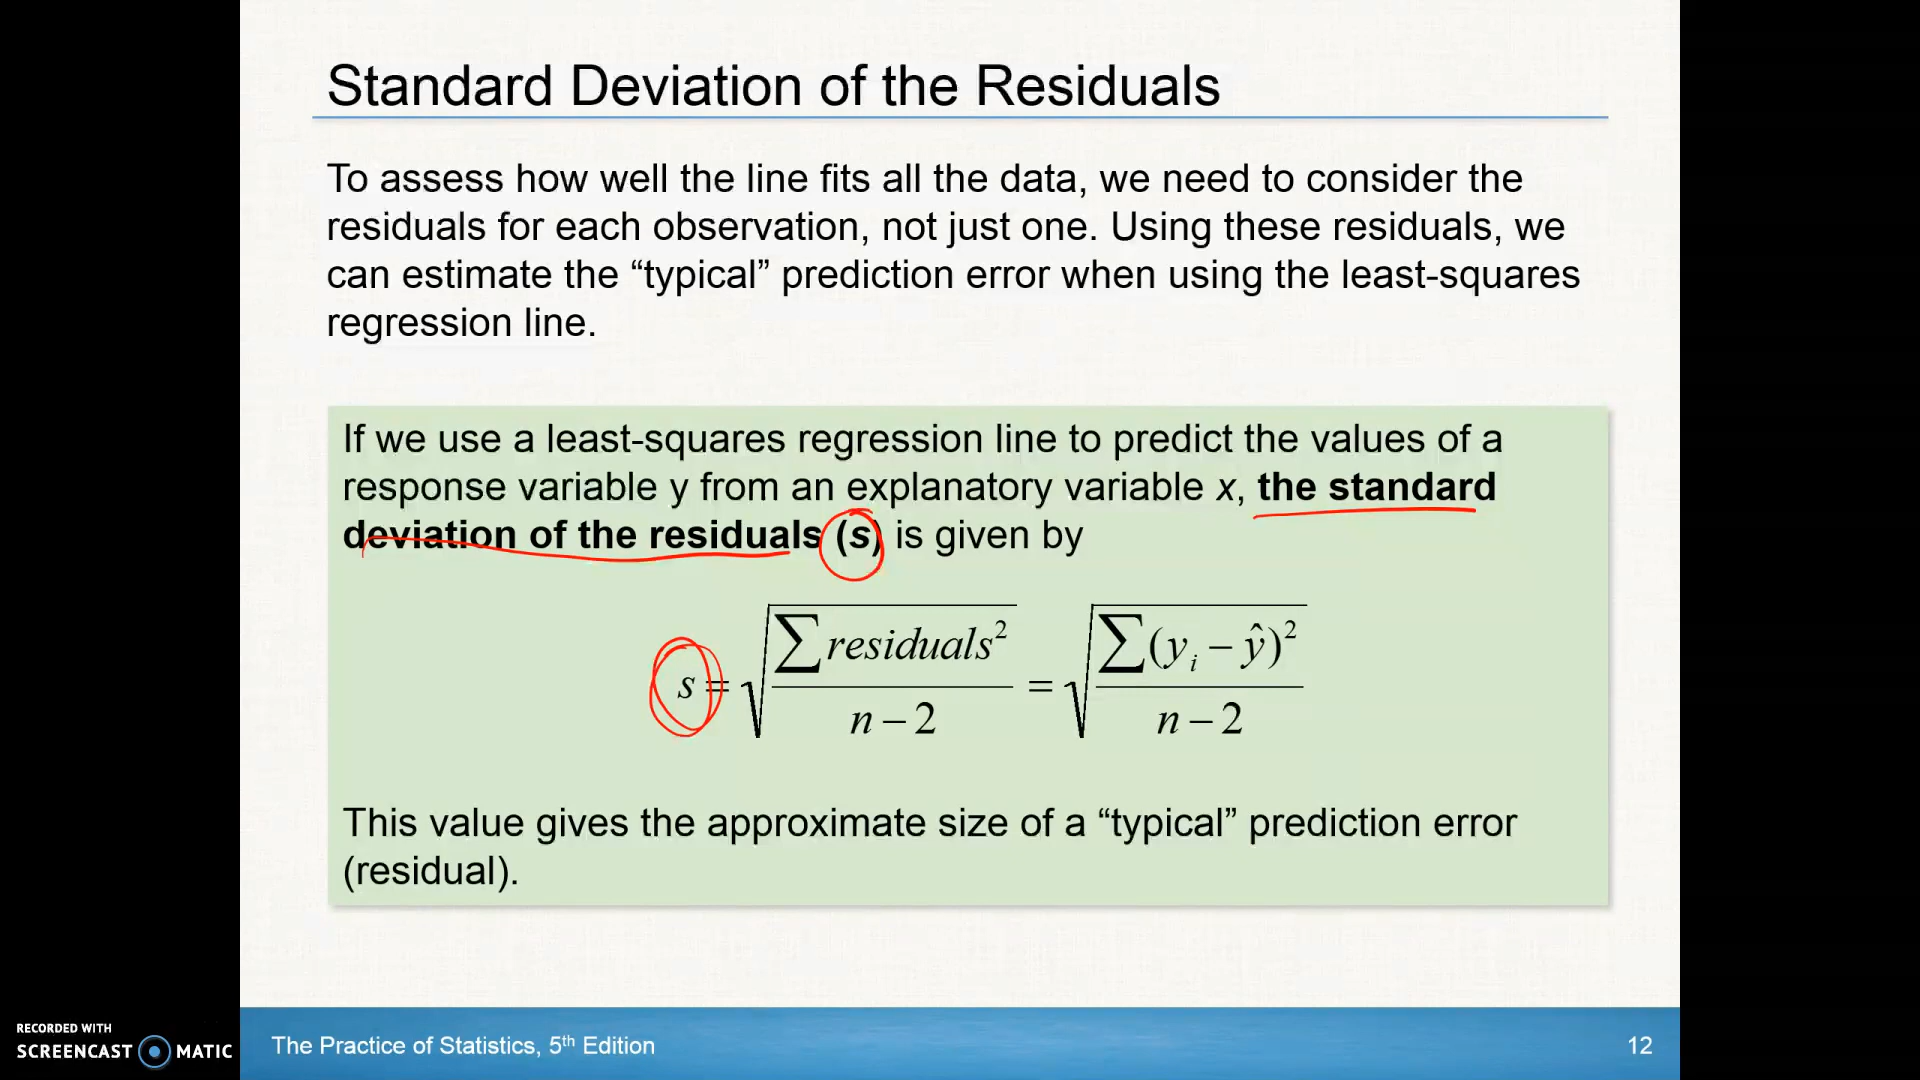 Standard Deviation of the Residuals
To assess how well the line fits all the data, we need to consider the
residuals for each observation, not just one. Using these residuals, we
can estimate the “typical” prediction error when using the least-squares
regression line.
If we use a least-squares regression line to predict the values of a
response variable y from an explanatory variable x, the standard
deviation of the residuals (s) is given by
s = √(∑residuals² / (n − 2)) = √(∑(yᵢ − ŷ)² / (n − 2))
This value gives the approximate size of a “typical” prediction error
(residual).
RECORDED WITH
SCREENCAST MATIC
The Practice of Statistics, 5th Edition
12